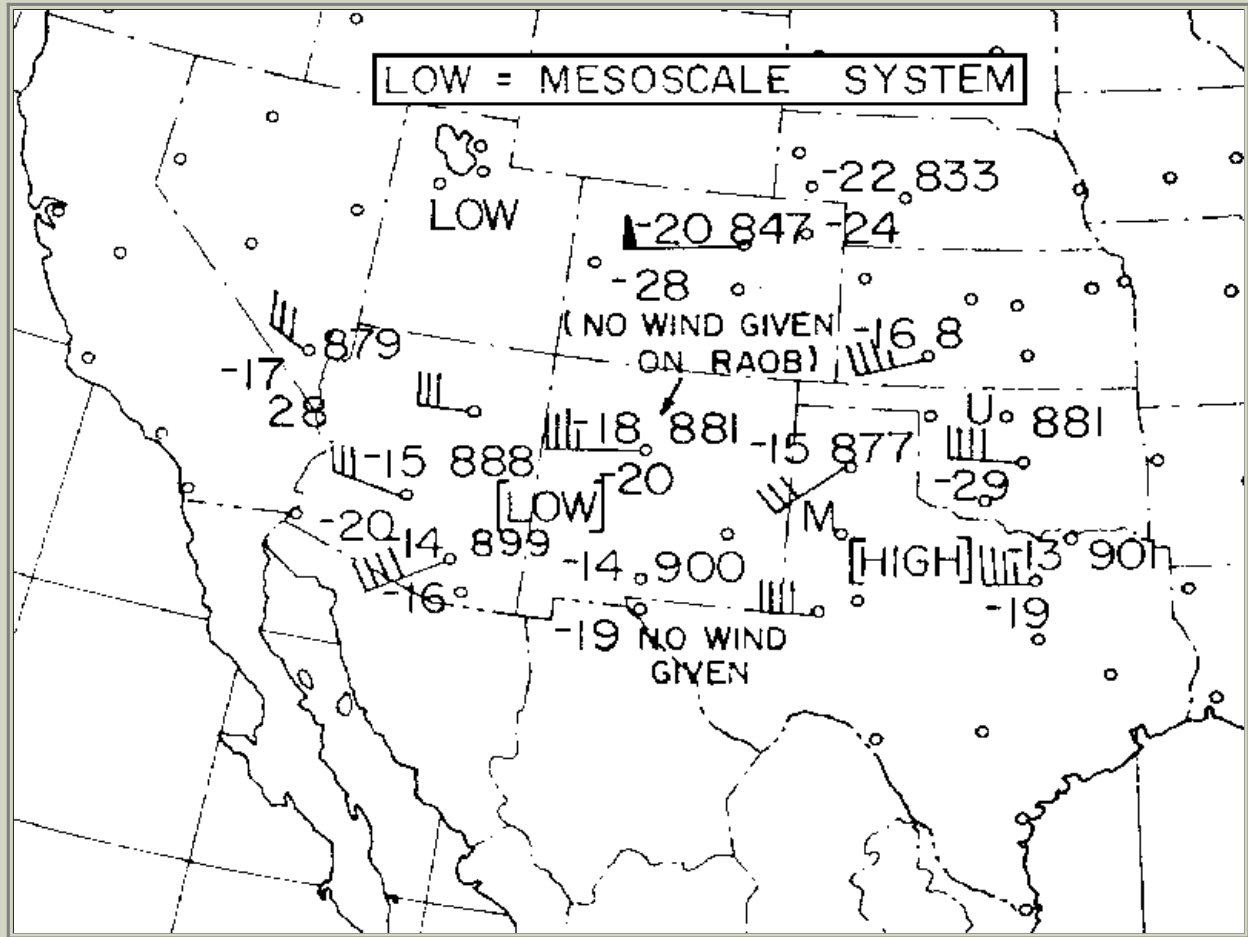 LOW = MESOSCALE SYSTEM
-22 833
LOW
-20 847 -24
-28
(NO WIND GIVEN
ON RAOB)
-16 8
879
-17
28
U 881
-18 881
-15 877
-15 888
-20
[LOW]
-29
M
-20
-14 899
-14 900
[HIGH]
-13
-16
-19
-19 NO WIND
GIVEN